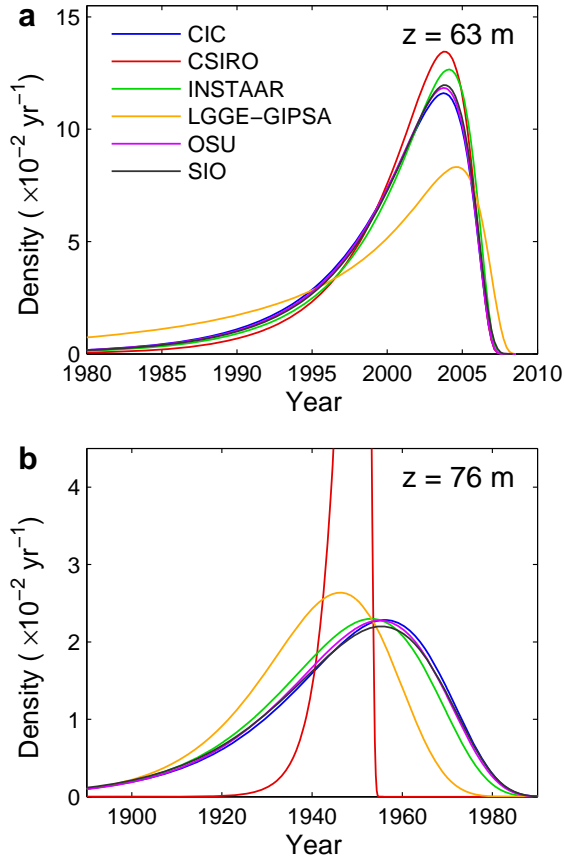 a
z = 63 m
CIC
CSIRO
INSTAAR
LGGE−GIPSA
OSU
SIO
15
10
5
0
Density ( ×10⁻² yr⁻¹)
1980 1985 1990 1995 2000 2005 2010
Year
b
z = 76 m
4
3
2
1
0
Density ( ×10⁻² yr⁻¹)
1900 1920 1940 1960 1980
Year